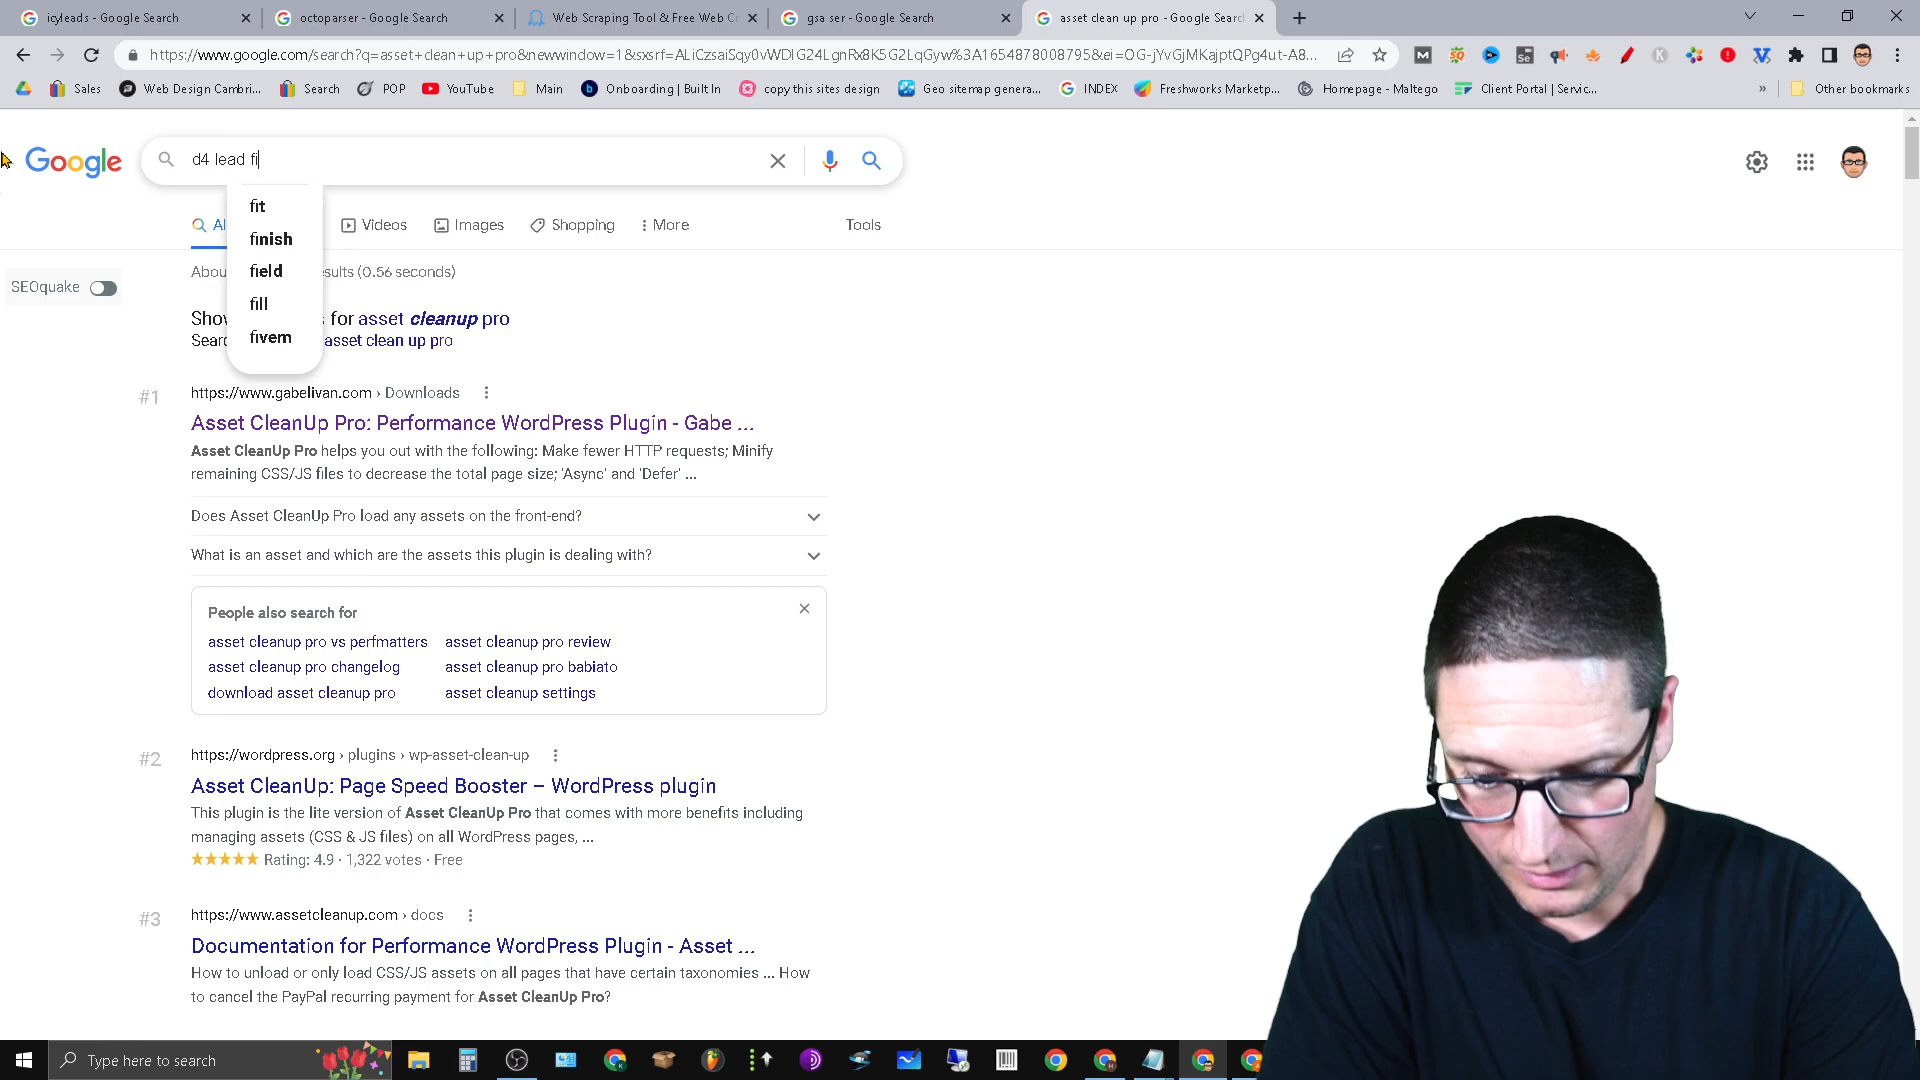 icyleads - Google Search
octoparser - Google Search
Web Scraping Tool & Free Web C
gsa ser - Google Search
asset clean up pro - Google Searc
https://www.google.com/search?q=asset+clean+up+pro&newwindow=1&sxsrf=ALiCzsaiSqy0vWDIG24LgnRx8K5G2LqGyw%3A1654878008795&ei=OG-jYvGjMKajptQPg4ut-A8...
Sales
Web Design Cambri...
Search
POP
YouTube
Main
Onboarding | Built In
copy this sites design
Geo sitemap genera...
INDEX
Freshworks Marketp...
Homepage - Maltego
Client Portal | Servic...
»
Other bookmarks
Google
d4 lead fi
fit
finish
field
fill
fivem
Al
Videos
Images
Shopping
More
Tools
SEOquake
Abou
sults (0.56 seconds)
Shov
for asset cleanup pro
Searc
asset clean up pro
#1
https://www.gabelivan.com › Downloads
Asset CleanUp Pro: Performance WordPress Plugin - Gabe ...
Asset CleanUp Pro helps you out with the following: Make fewer HTTP requests; Minify
remaining CSS/JS files to decrease the total page size; 'Async' and 'Defer' ...
Does Asset CleanUp Pro load any assets on the front-end?
What is an asset and which are the assets this plugin is dealing with?
People also search for
asset cleanup pro vs perfmatters
asset cleanup pro review
asset cleanup pro changelog
asset cleanup pro babiato
download asset cleanup pro
asset cleanup settings
#2
https://wordpress.org › plugins › wp-asset-clean-up
Asset CleanUp: Page Speed Booster – WordPress plugin
This plugin is the lite version of Asset CleanUp Pro that comes with more benefits including
managing assets (CSS & JS files) on all WordPress pages, ...
Rating: 4.9 · 1,322 votes · Free
#3
https://www.assetcleanup.com › docs
Documentation for Performance WordPress Plugin - Asset ...
How to unload or only load CSS/JS assets on all pages that have certain taxonomies ... How
to cancel the PayPal recurring payment for Asset CleanUp Pro?
Type here to search